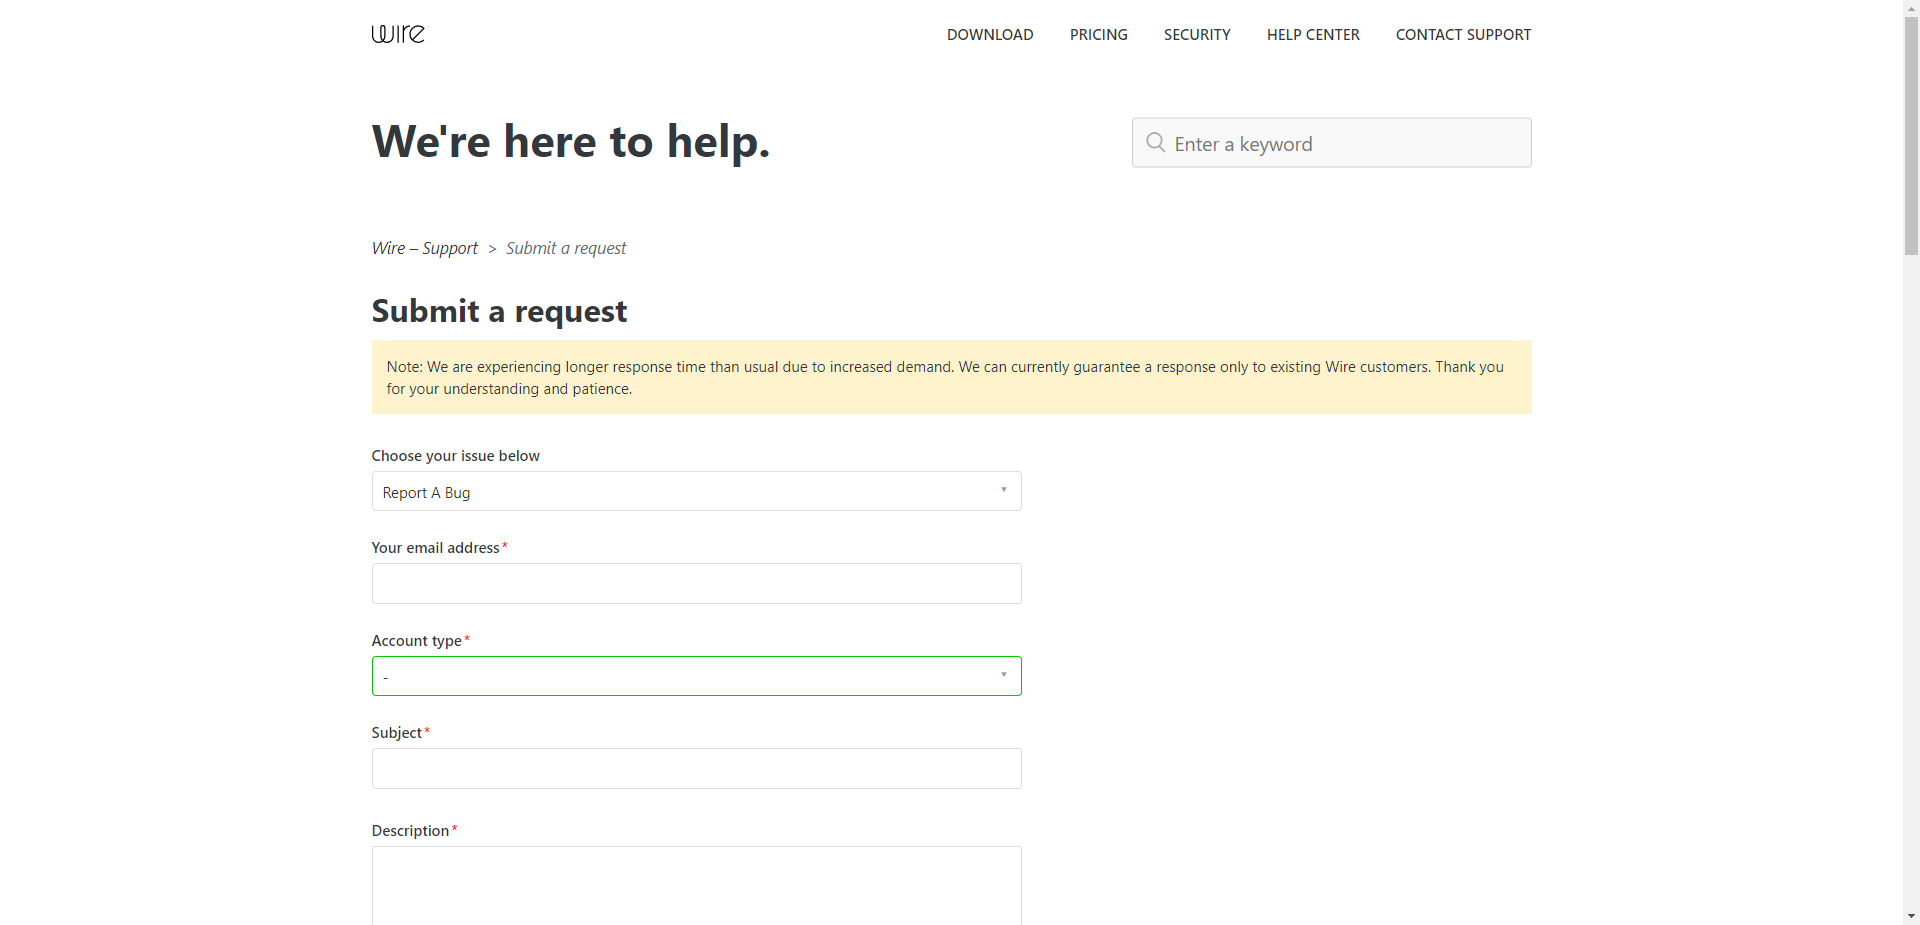 wire
DOWNLOAD PRICING SECURITY HELP CENTER CONTACT SUPPORT
We're here to help.
Enter a keyword
Wire – Support > Submit a request
Submit a request
Note: We are experiencing longer response time than usual due to increased demand. We can currently guarantee a response only to existing Wire customers. Thank you
for your understanding and patience.
Choose your issue below
Report A Bug
Your email address*
Account type*
-
Subject*
Description*